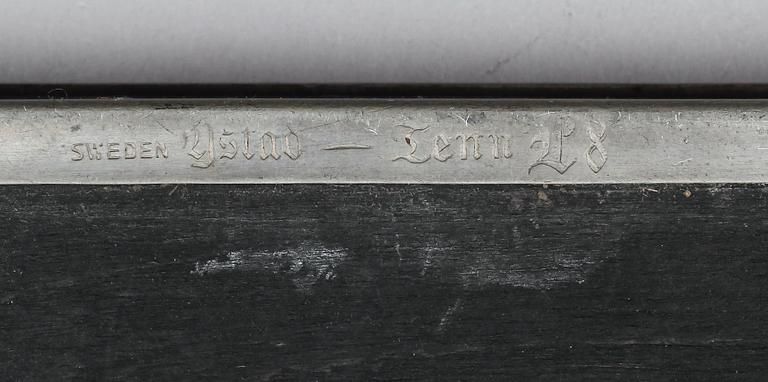 SWEDEN Ystad – Tenn L8